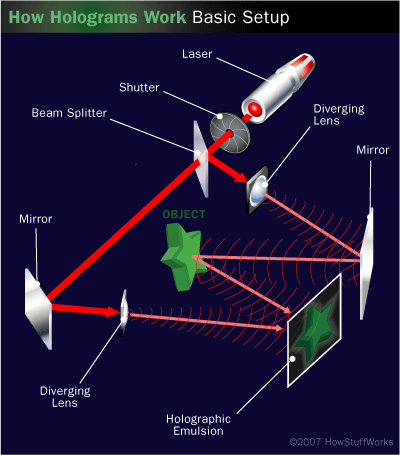 How Holograms Work Basic Setup
Laser
Shutter
Beam Splitter
Diverging
Lens
Mirror
OBJECT
Mirror
Diverging
Lens
Holographic
Emulsion
©2007 HowStuffWorks